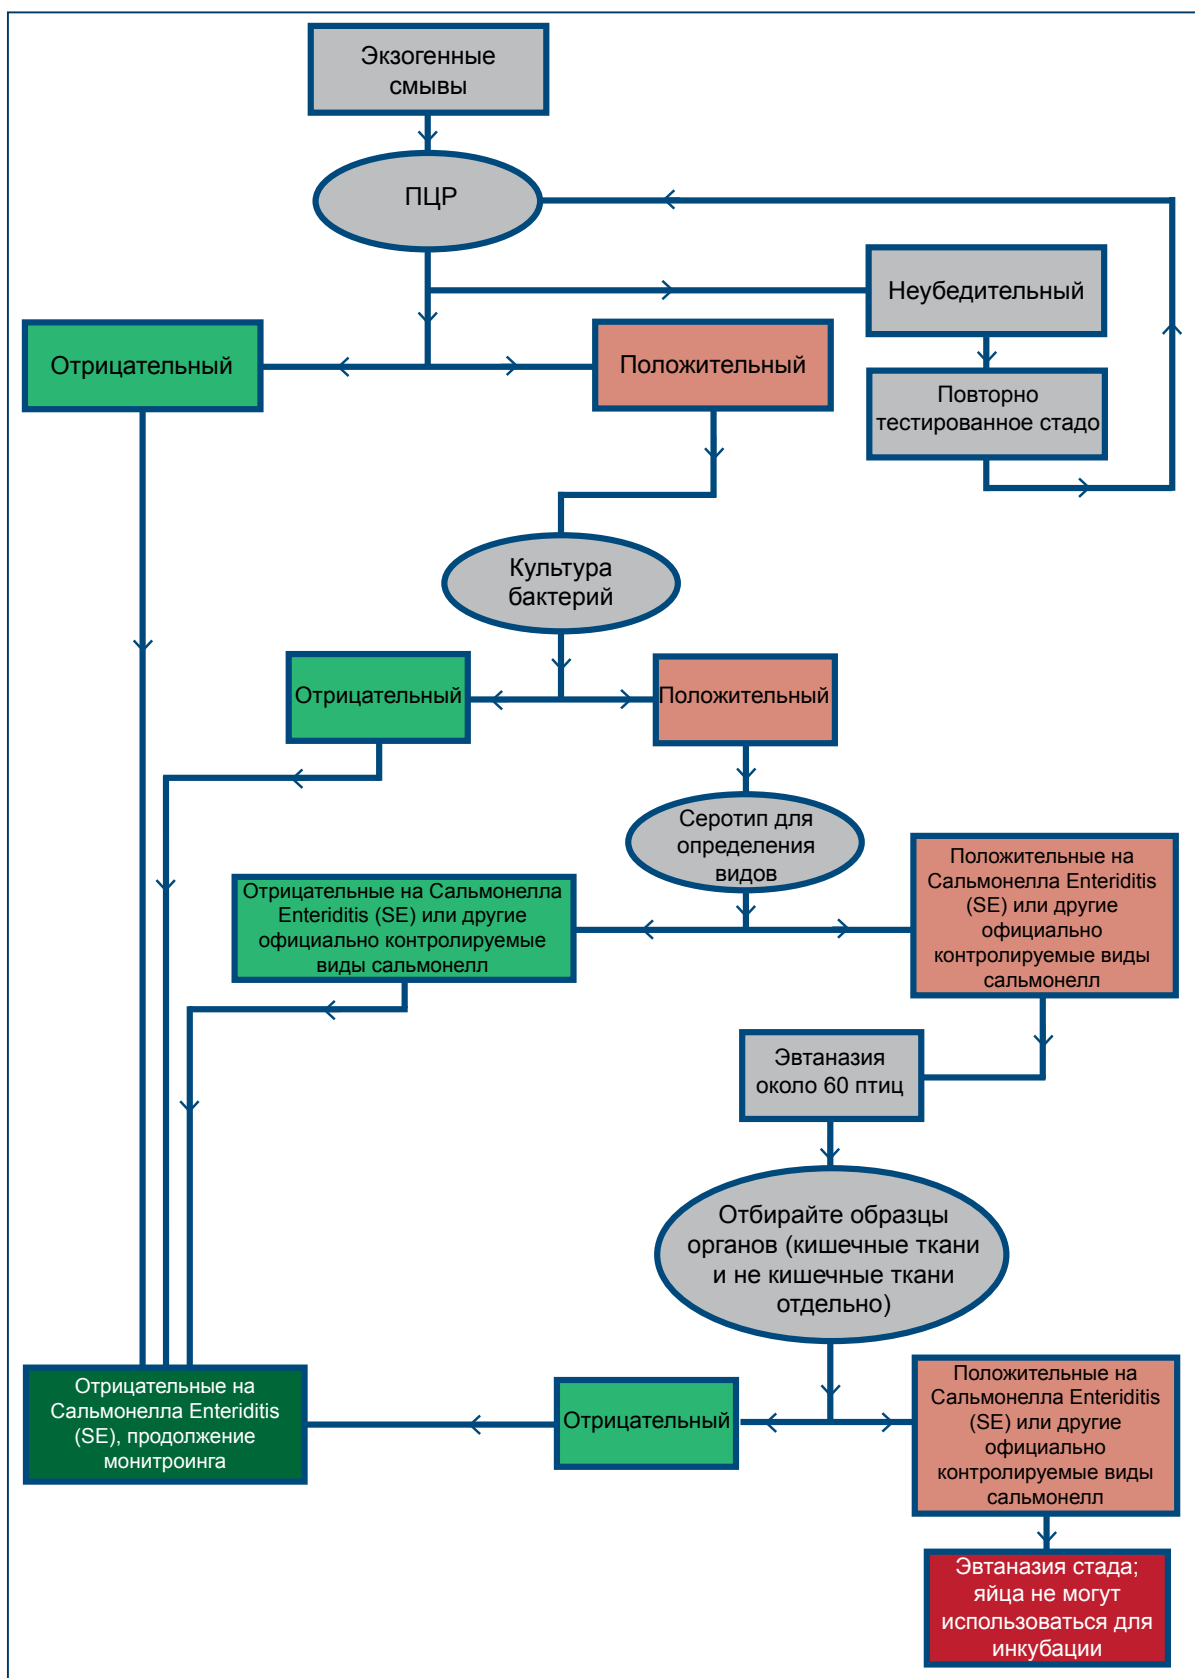 Экзогенные
смывы
ПЦР
Неубедительный
Отрицательный
Положительный
Повторно
тестированное стадо
Культура
бактерий
Отрицательный
Положительный
Серотип для
определения
видов
Отрицательные на Сальмонелла
Enteriditis (SE) или другие
официально контролируемые
виды сальмонелл
Положительные на
Сальмонелла Enteriditis
(SE) или другие
официально
контролируемые виды
сальмонелл
Эвтаназия
около 60 птиц
Отбирайте образцы
органов (кишечные ткани
и не кишечные ткани
отдельно)
Отрицательные на
Сальмонелла Enteriditis
(SE), продолжение
монитроинга
Отрицательный
Положительные на
Сальмонелла Enteriditis
(SE) или другие
официально
контролируемые виды
сальмонелл
Эвтаназия стада;
яйца не могут
использоваться для
инкубации